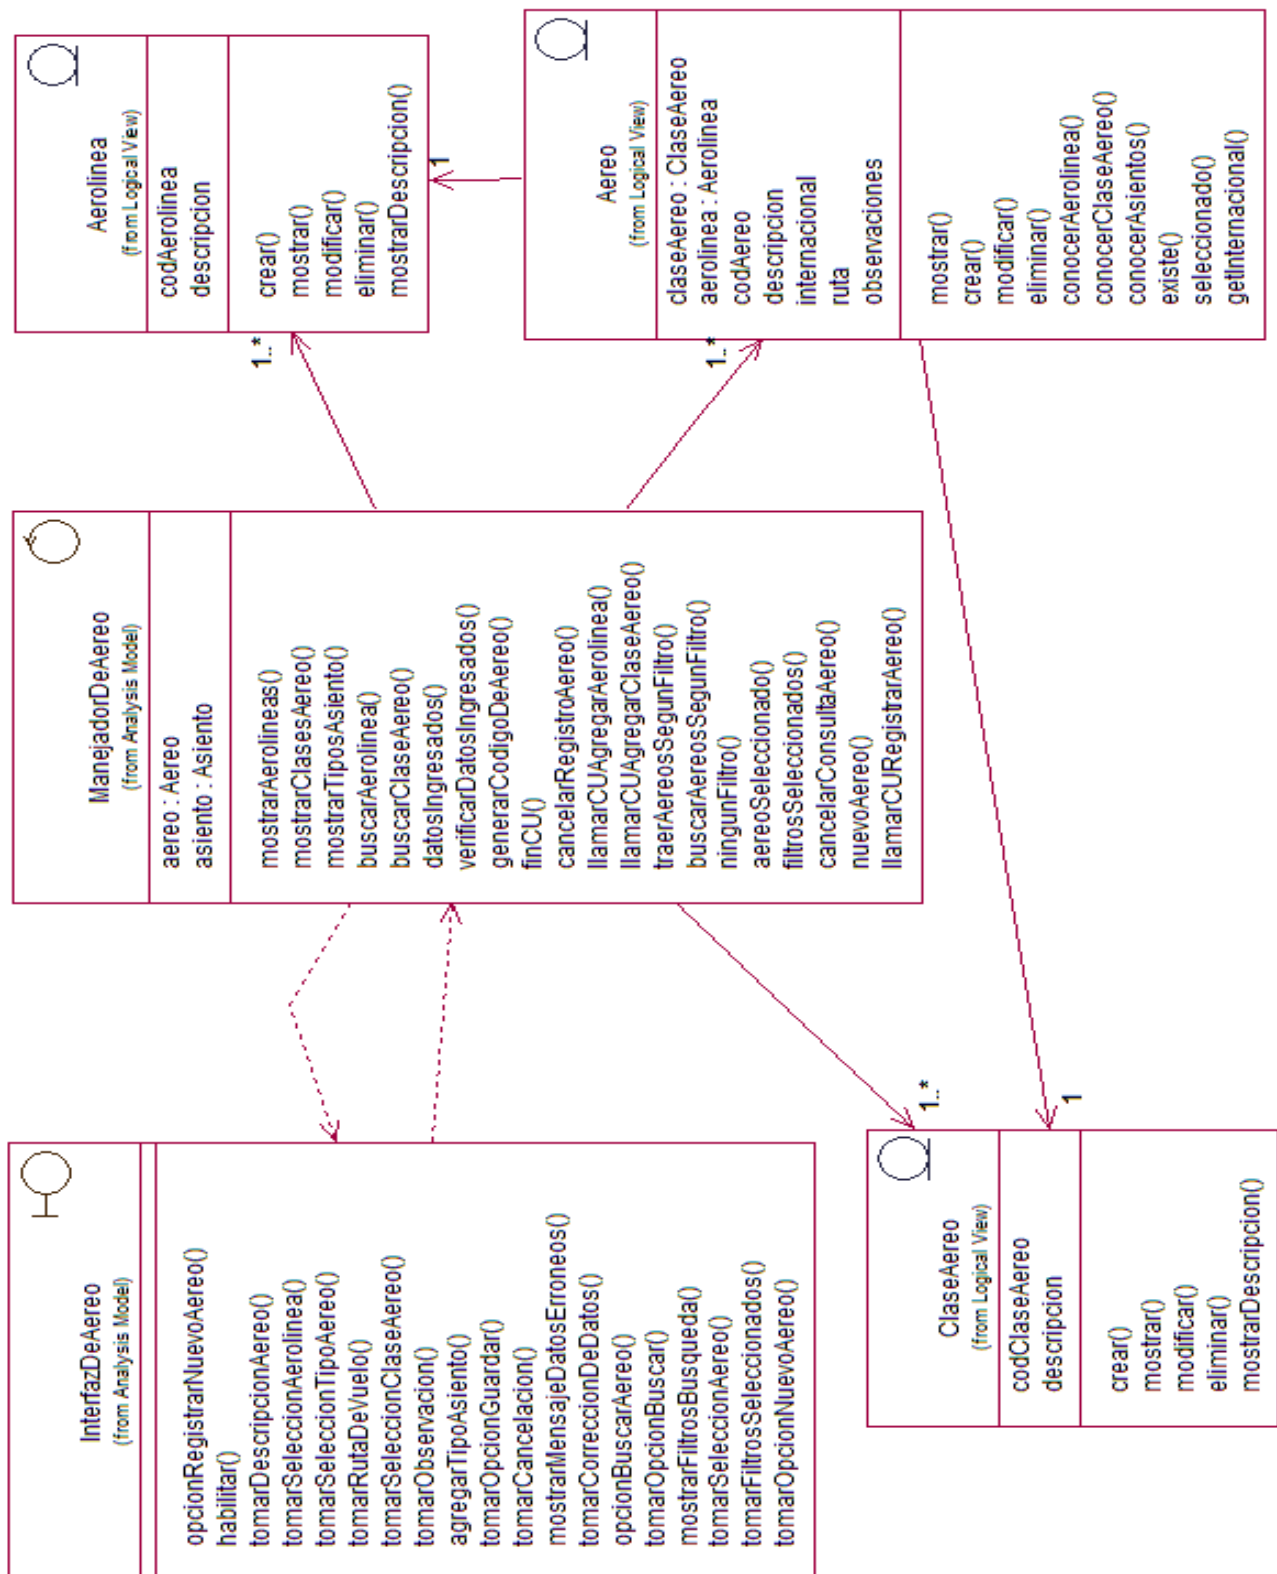 InterfazDeAereo
(from Analysis Model)
opcionRegistrarNuevoAereo()
habilitar()
tomarDescripcionAereo()
tomarSeleccionAerolinea()
tomarSeleccionTipoAereo()
tomarRutaDeVuelo()
tomarSeleccionClaseAereo()
tomarObservacion()
agregarTipoAsiento()
tomarOpcionGuardar()
tomarCancelacion()
mostrarMensajeDatosErroneos()
tomarCorreccionDeDatos()
opcionBuscarAereo()
tomarOpcionBuscar()
mostrarFiltrosBusqueda()
tomarSeleccionAereo()
tomarFiltrosSeleccionados()
tomarOpcionNuevoAereo()
ManejadorDeAereo
(from Analysis Model)
aereo : Aereo
asiento : Asiento
mostrarAerolineas()
mostrarClasesAereo()
mostrarTiposAsiento()
buscarAerolinea()
buscarClaseAereo()
datosIngresados()
verificarDatosIngresados()
generarCodigoDeAereo()
finCU()
cancelarRegistroAereo()
llamarCUAgregarAerolinea()
llamarCUAgregarClaseAereo()
traerAereosSegunFiltro()
buscarAereosSegunFiltro()
ningunFiltro()
aereoSeleccionado()
filtrosSeleccionados()
cancelarConsultaAereo()
nuevoAereo()
llamarCURegistrarAereo()
Aerolinea
(from Logical View)
codAerolinea
descripcion
crear()
mostrar()
modificar()
eliminar()
mostrarDescripcion()
1..*
1
ClaseAereo
(from Logical View)
codClaseAereo
descripcion
crear()
mostrar()
modificar()
eliminar()
mostrarDescripcion()
1..*
1
Aereo
(from Logical View)
claseAereo : ClaseAereo
aerolinea : Aerolinea
codAereo
descripcion
internacional
ruta
observaciones
mostrar()
crear()
modificar()
eliminar()
conocerAerolinea()
conocerClaseAereo()
conocerAsientos()
existe()
seleccionado()
getInternacional()
1..*